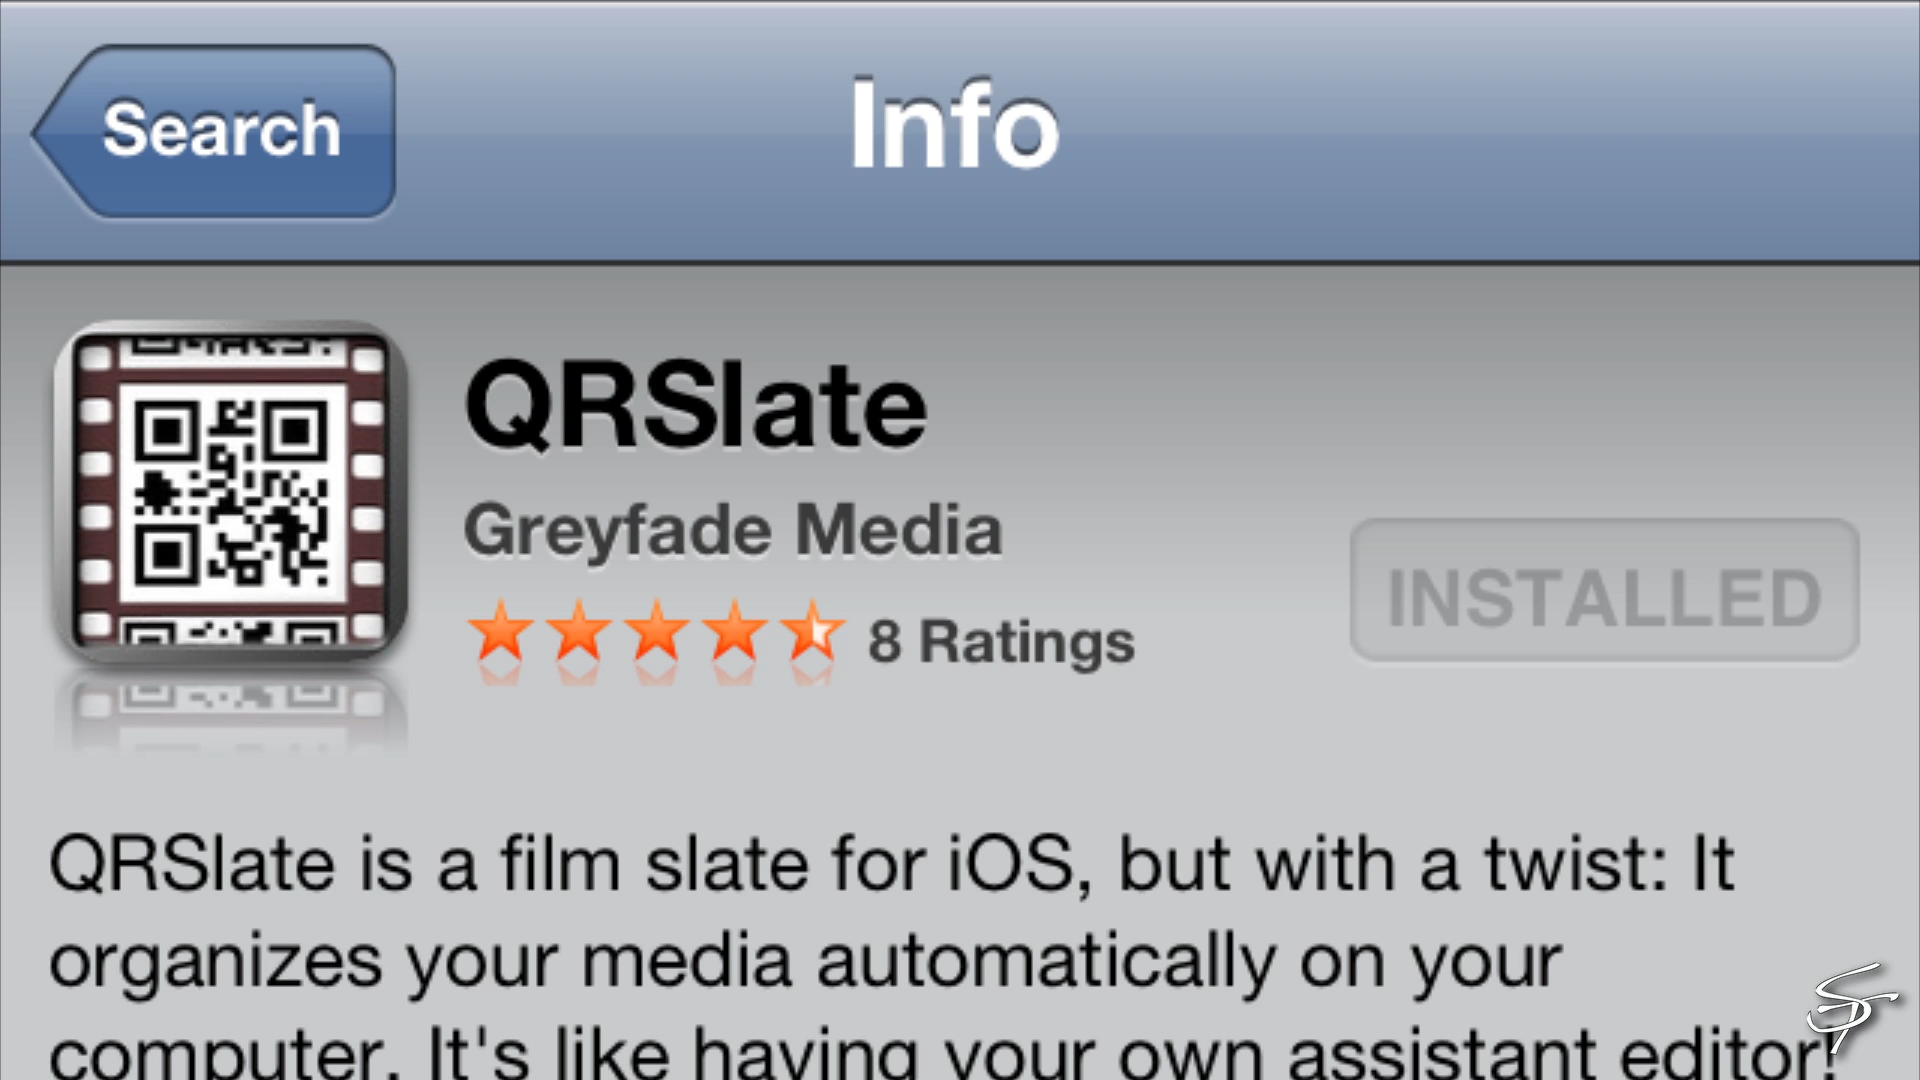 Search
Info
QRSlate
Greyfade Media
8 Ratings
INSTALLED
QRSlate is a film slate for iOS, but with a twist: It
organizes your media automatically on your
computer. It's like having your own assistant editor!
ST